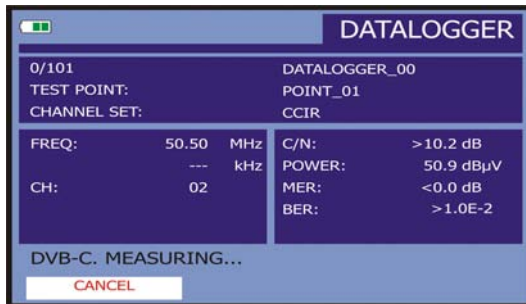 DATALOGGER
0/101 DATALOGGER_00
TEST POINT: POINT_01
CHANNEL SET: CCIR
FREQ: 50.50 MHz
--- kHz
CH: 02
C/N: >10.2 dB
POWER: 50.9 dBµV
MER: <0.0 dB
BER: >1.0E-2
DVB-C. MEASURING...
CANCEL